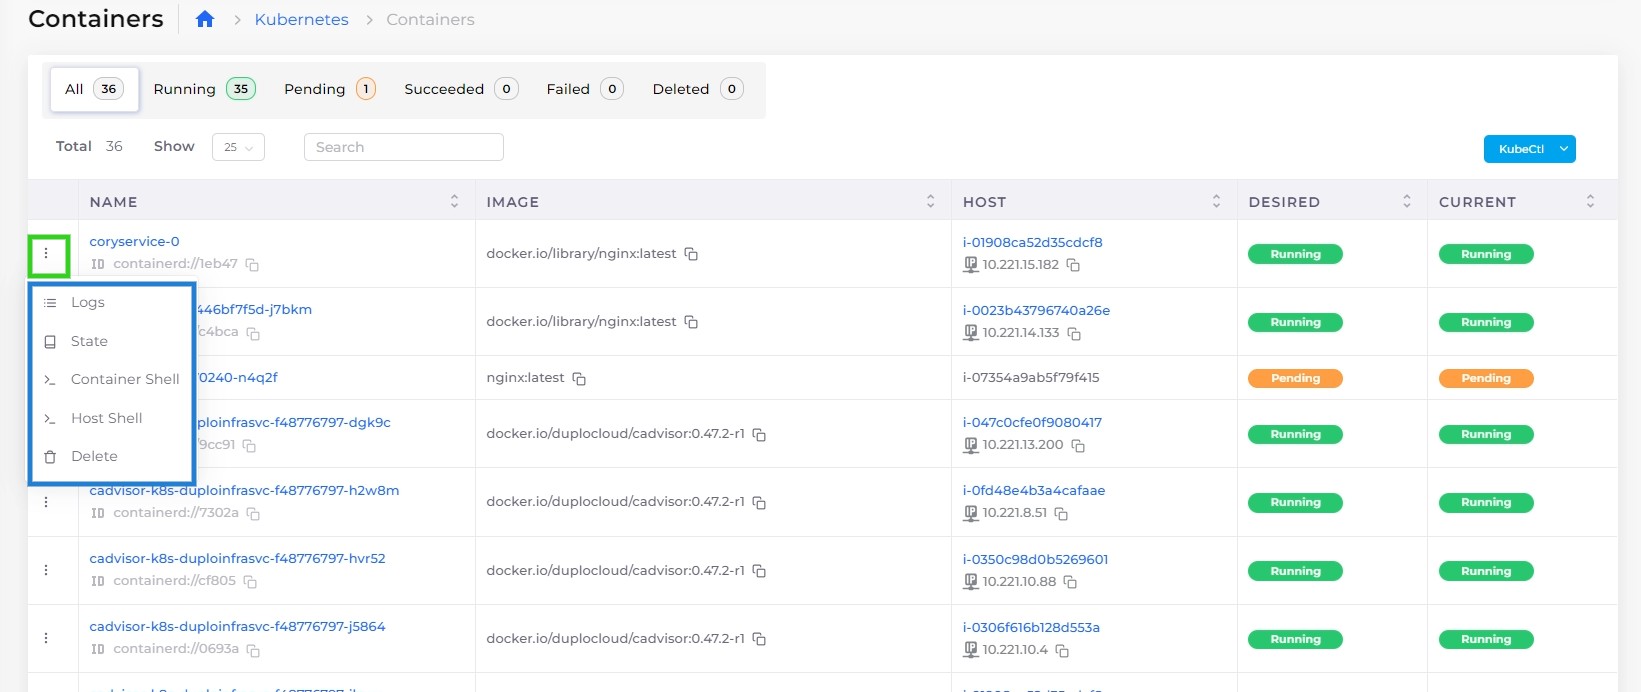 Containers > Kubernetes > Containers
All 36 Running 35 Pending 1 Succeeded 0 Failed 0 Deleted 0
Total 36 Show 25 Search KubeCtl
NAME IMAGE HOST DESIRED CURRENT
coryservice-0
ID containerd://1eb47
docker.io/library/nginx:latest
i-01908ca52d35cdcf8
IP 10.221.15.182
Running Running
Logs
State
Container Shell
Host Shell
Delete
446bf7f5d-j7bkm
/c4bca
docker.io/library/nginx:latest
i-0023b43796740a26e
IP 10.221.14.133
Running Running
0240-n4q2f
nginx:latest
i-07354a9ab5f79f415
Pending Pending
ploinfrasvc-f48776797-dgk9c
9cc91
docker.io/duplocloud/cadvisor:0.47.2-r1
i-047c0cfe0f9080417
IP 10.221.13.200
Running Running
cadvisor-k8s-duploinfrasvc-f48776797-h2w8m
ID containerd://7302a
docker.io/duplocloud/cadvisor:0.47.2-r1
i-0fd48e4b3a4cafaae
IP 10.221.8.51
Running Running
cadvisor-k8s-duploinfrasvc-f48776797-hvr52
ID containerd://cf805
docker.io/duplocloud/cadvisor:0.47.2-r1
i-0350c98d0b5269601
IP 10.221.10.88
Running Running
cadvisor-k8s-duploinfrasvc-f48776797-j5864
ID containerd://0693a
docker.io/duplocloud/cadvisor:0.47.2-r1
i-0306f616b128d553a
IP 10.221.10.4
Running Running